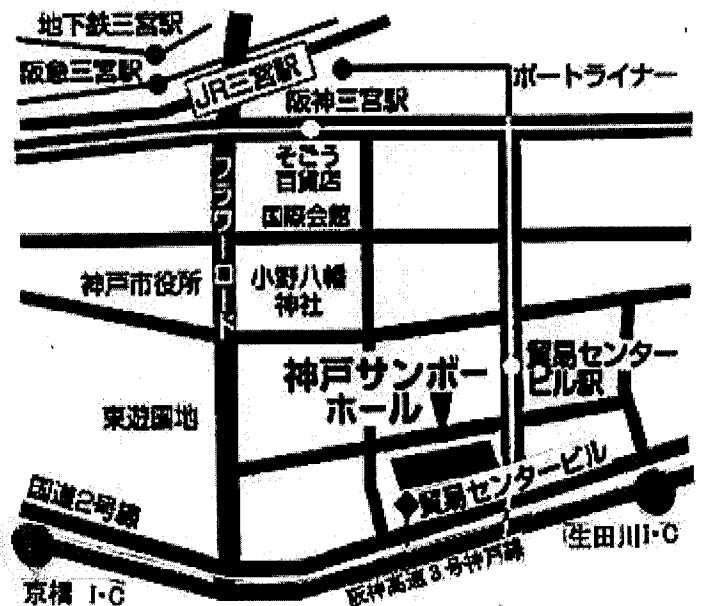 地下鉄三宮駅
阪急三宮駅
JR三宮駅
阪神三宮駅
ポートライナー
そごう
百貨店
国際会館
フラワーロード
神戸市役所
小野八幡
神社
神戸サンボー
ホール
貿易センター
ビル駅
東遊園地
貿易センタービル
国道2号線
生田川I・C
京橋 I・C
阪神高速3号神戸線